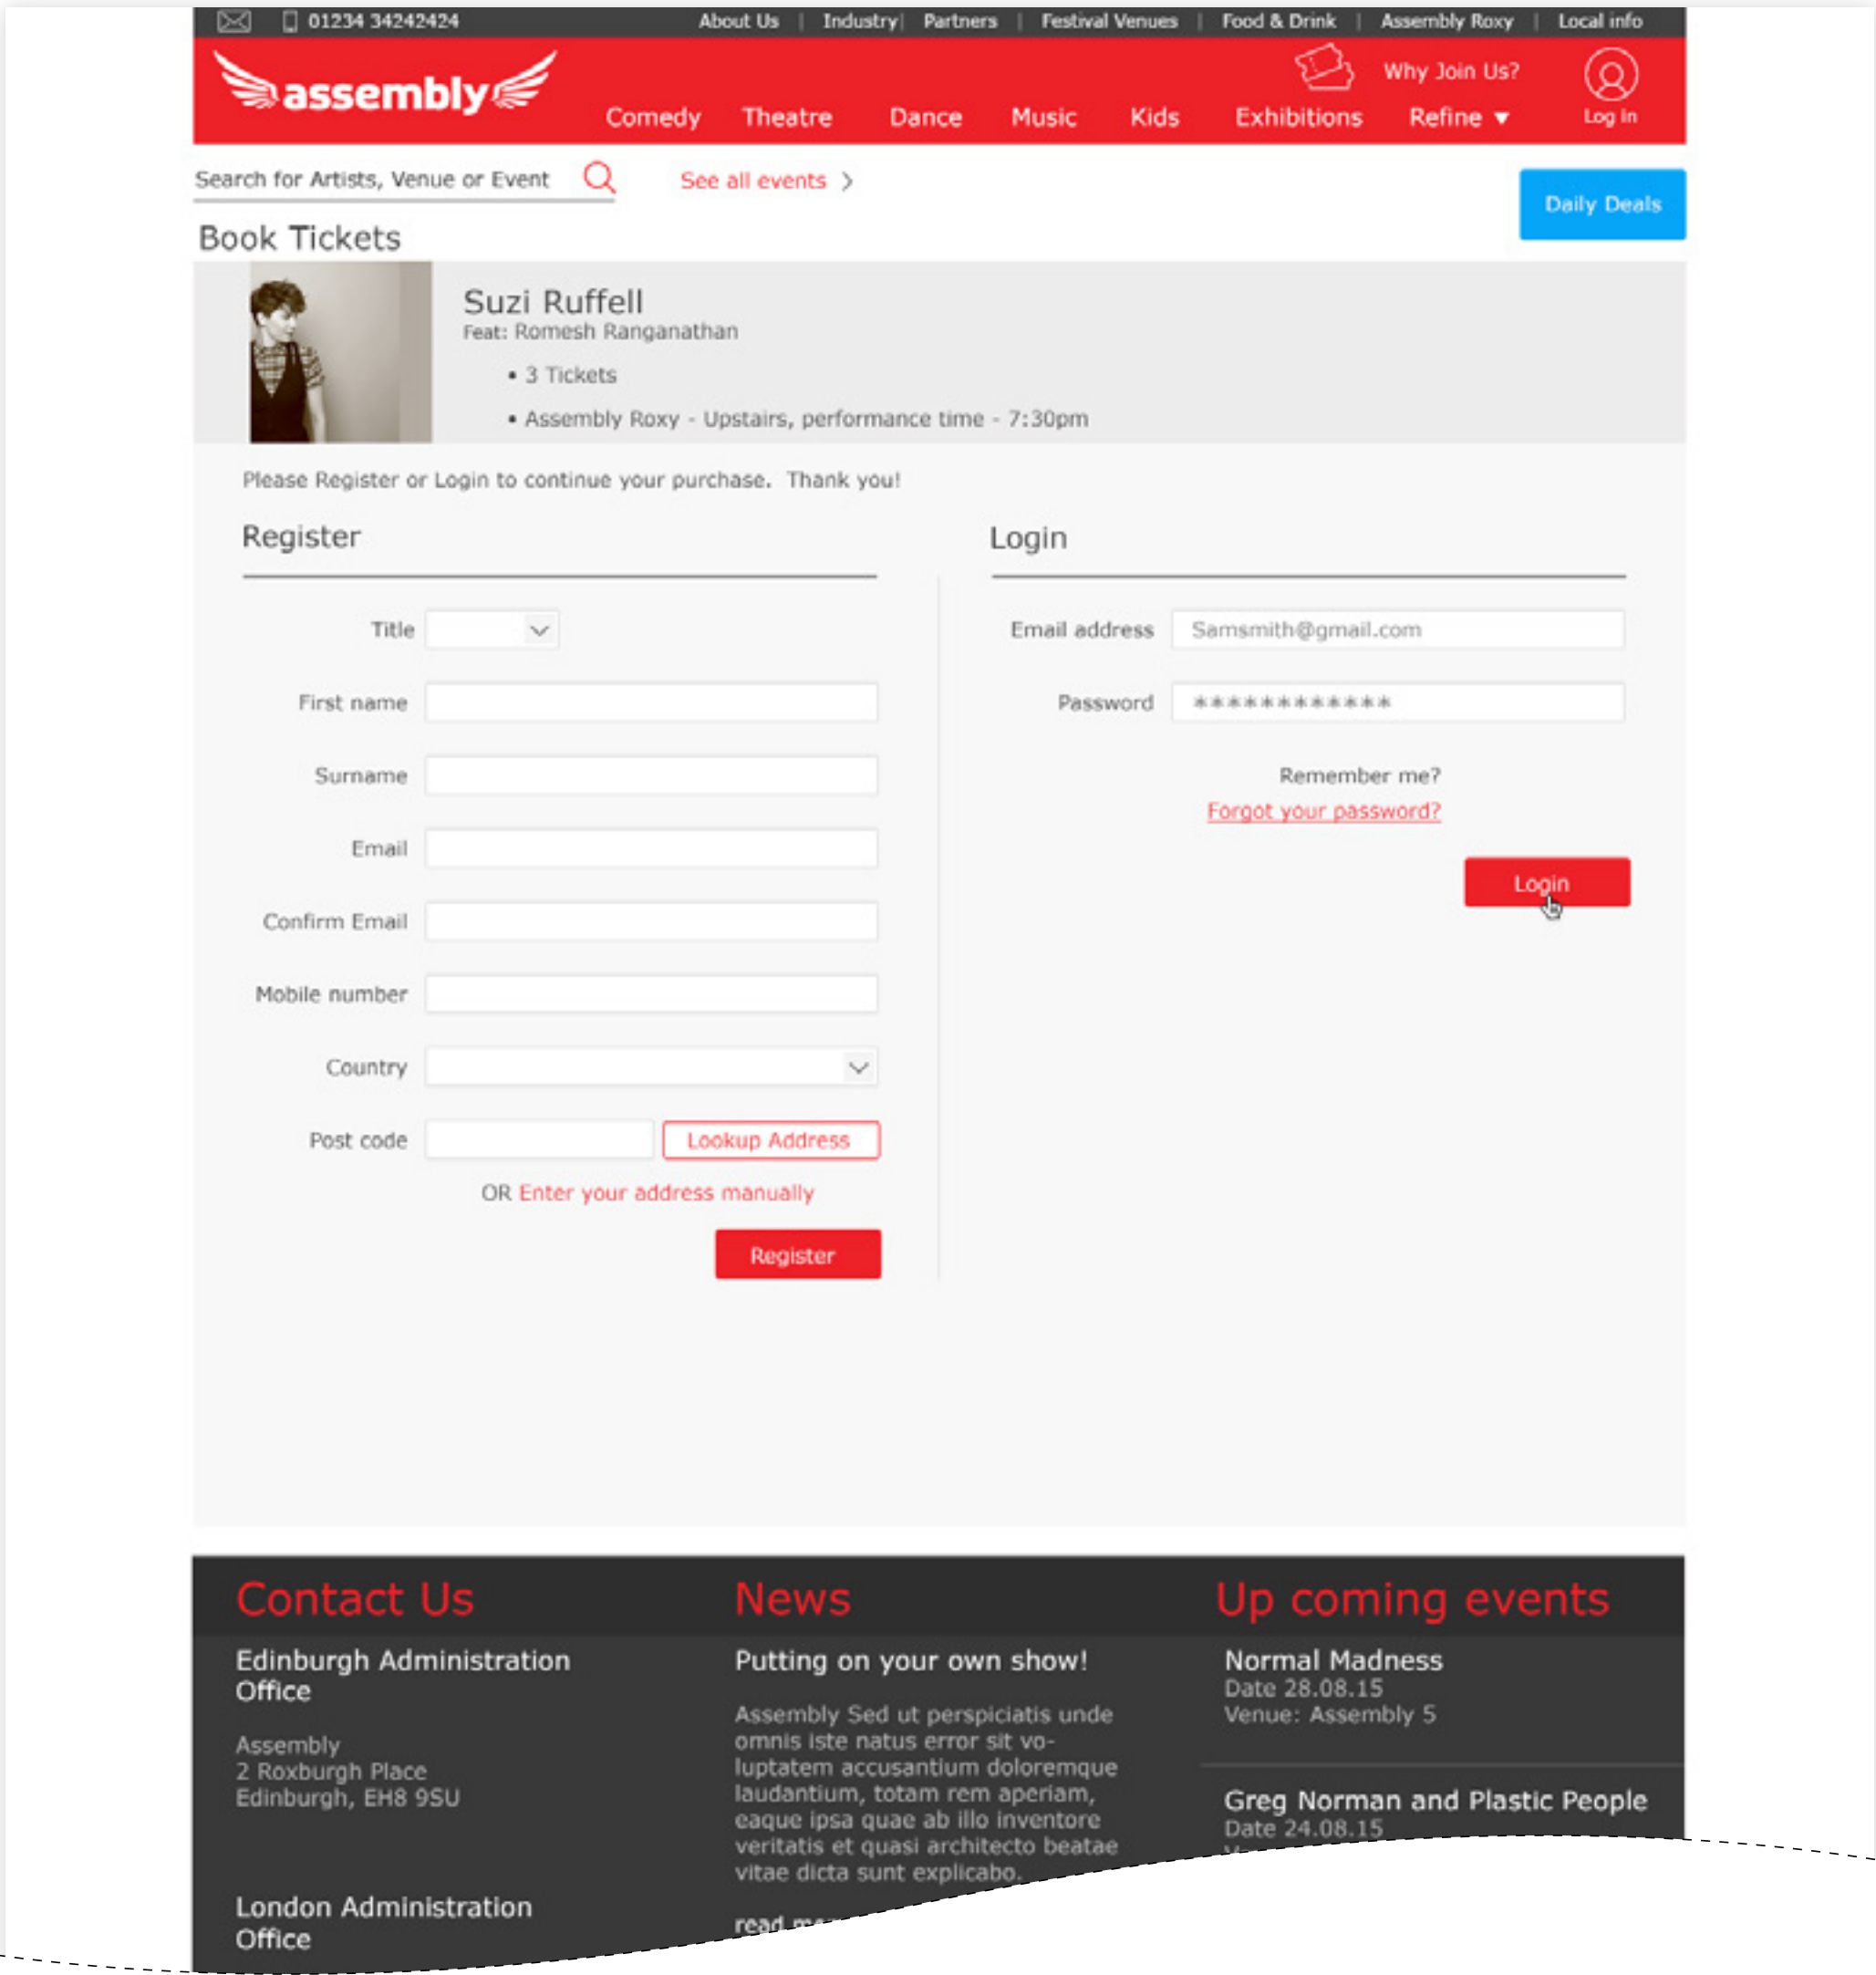 01234 34242424
About Us | Industry | Partners | Festival Venues | Food & Drink | Assembly Roxy | Local info
assembly
Why Join Us?
Comedy Theatre Dance Music Kids Exhibitions Refine ▼ Log In
Search for Artists, Venue or Event
See all events >
Daily Deals
Book Tickets
Suzi Ruffell
Feat: Romesh Ranganathan
• 3 Tickets
• Assembly Roxy - Upstairs, performance time - 7:30pm
Please Register or Login to continue your purchase. Thank you!
Register
Title
First name
Surname
Email
Confirm Email
Mobile number
Country
Post code
Lookup Address
OR Enter your address manually
Register
Login
Email address Samsmith@gmail.com
Password ************
Remember me?
Forgot your password?
Login
Contact Us
Edinburgh Administration
Office
Assembly
2 Roxburgh Place
Edinburgh, EH8 9SU
London Administration
Office
News
Putting on your own show!
Assembly Sed ut perspiciatis unde
omnis iste natus error sit vo-
luptatem accusantium doloremque
laudantium, totam rem aperiam,
eaque ipsa quae ab illo inventore
veritatis et quasi architecto beatae
vitae dicta sunt explicabo.
read
Up coming events
Normal Madness
Date 28.08.15
Venue: Assembly 5
Greg Norman and Plastic People
Date 24.08.15